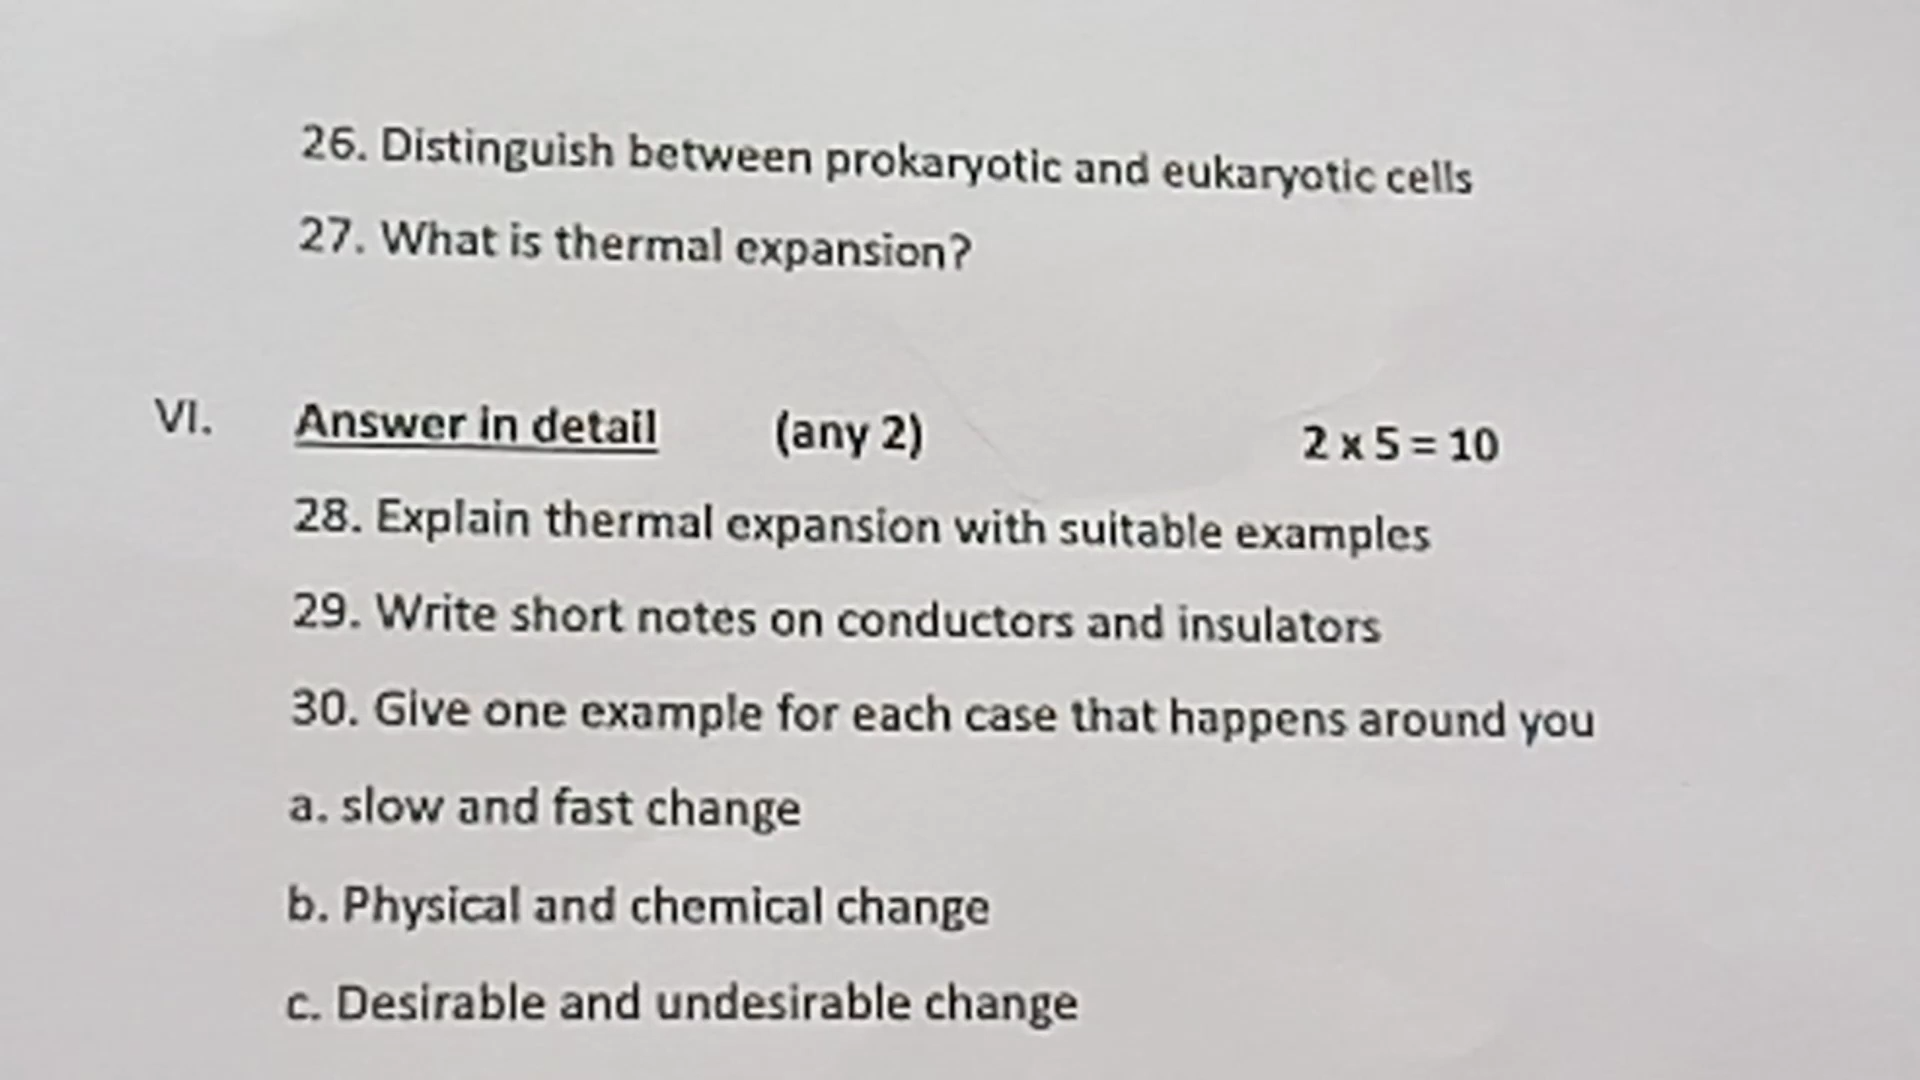 26. Distinguish between prokaryotic and eukaryotic cells
27. What is thermal expansion?
VI. Answer in detail (any 2) 2 x 5 = 10
28. Explain thermal expansion with suitable examples
29. Write short notes on conductors and insulators
30. Give one example for each case that happens around you
a. slow and fast change
b. Physical and chemical change
c. Desirable and undesirable change